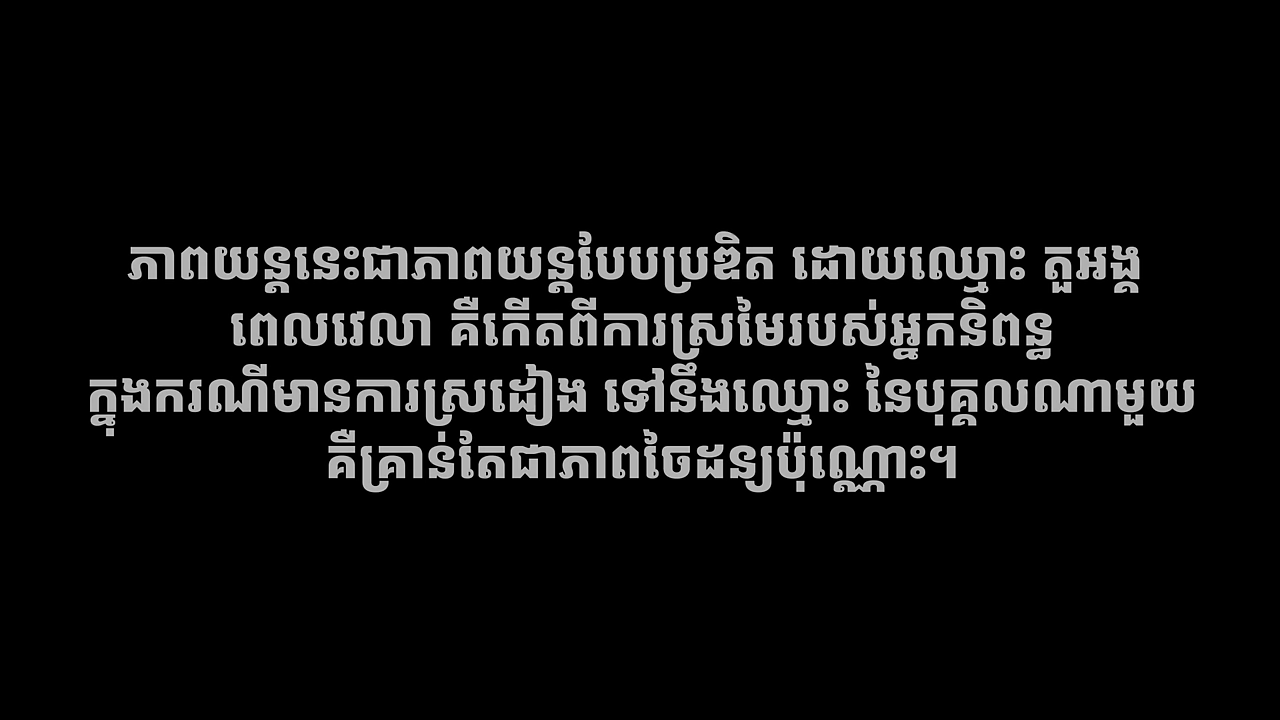 ភាពយន្តនេះជាភាពយន្តបែបប្រឌិត ដោយឈ្មោះ តួអង្គ
ពេលវេលា គឺកើតពីការស្រមៃរបស់អ្នកនិពន្ធ
ក្នុងករណីមានការស្រដៀង ទៅនឹងឈ្មោះ នៃបុគ្គលណាមួយ
គឺគ្រាន់តែជាភាពចៃដន្យប៉ុណ្ណោះ។